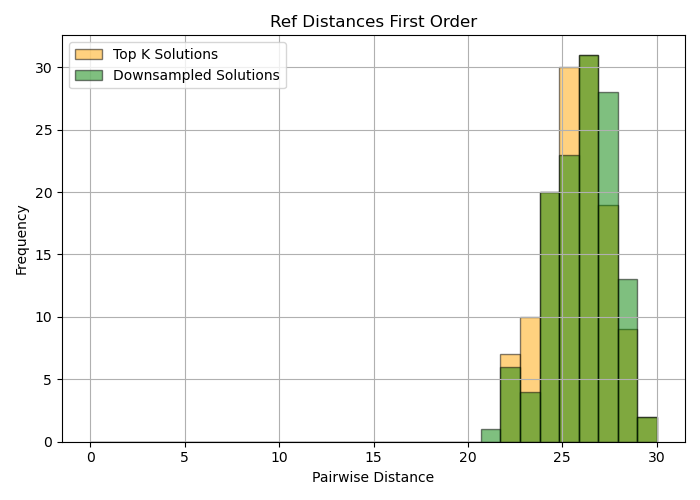 Ref Distances First Order
Top K Solutions
Downsampled Solutions
30
25
20
15
10
5
0
Frequency
0 5 10 15 20 25 30
Pairwise Distance